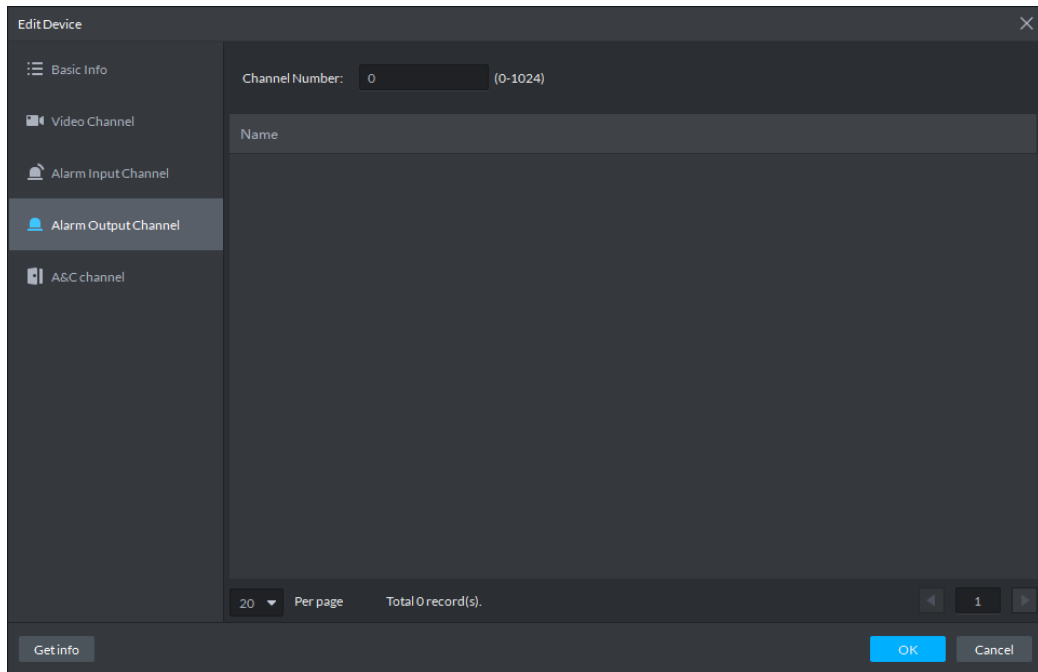 Edit Device
Basic Info
Video Channel
Alarm Input Channel
Alarm Output Channel
A&C channel
Channel Number: 0 (0-1024)
Name
20 Per page Total 0 record(s). 1
Get info OK Cancel